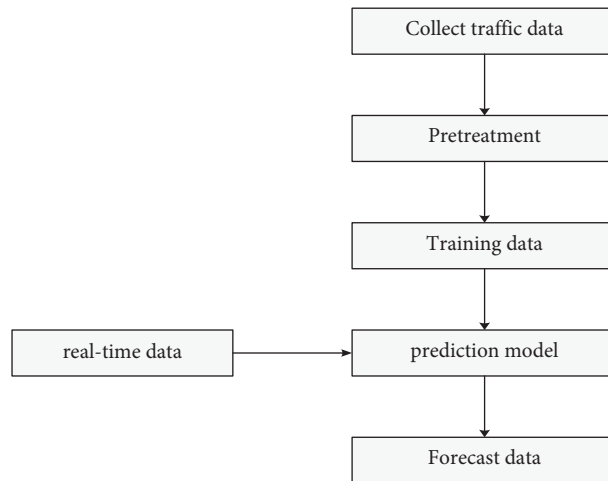 Collect traffic data
Pretreatment
Training data
real-time data
prediction model
Forecast data